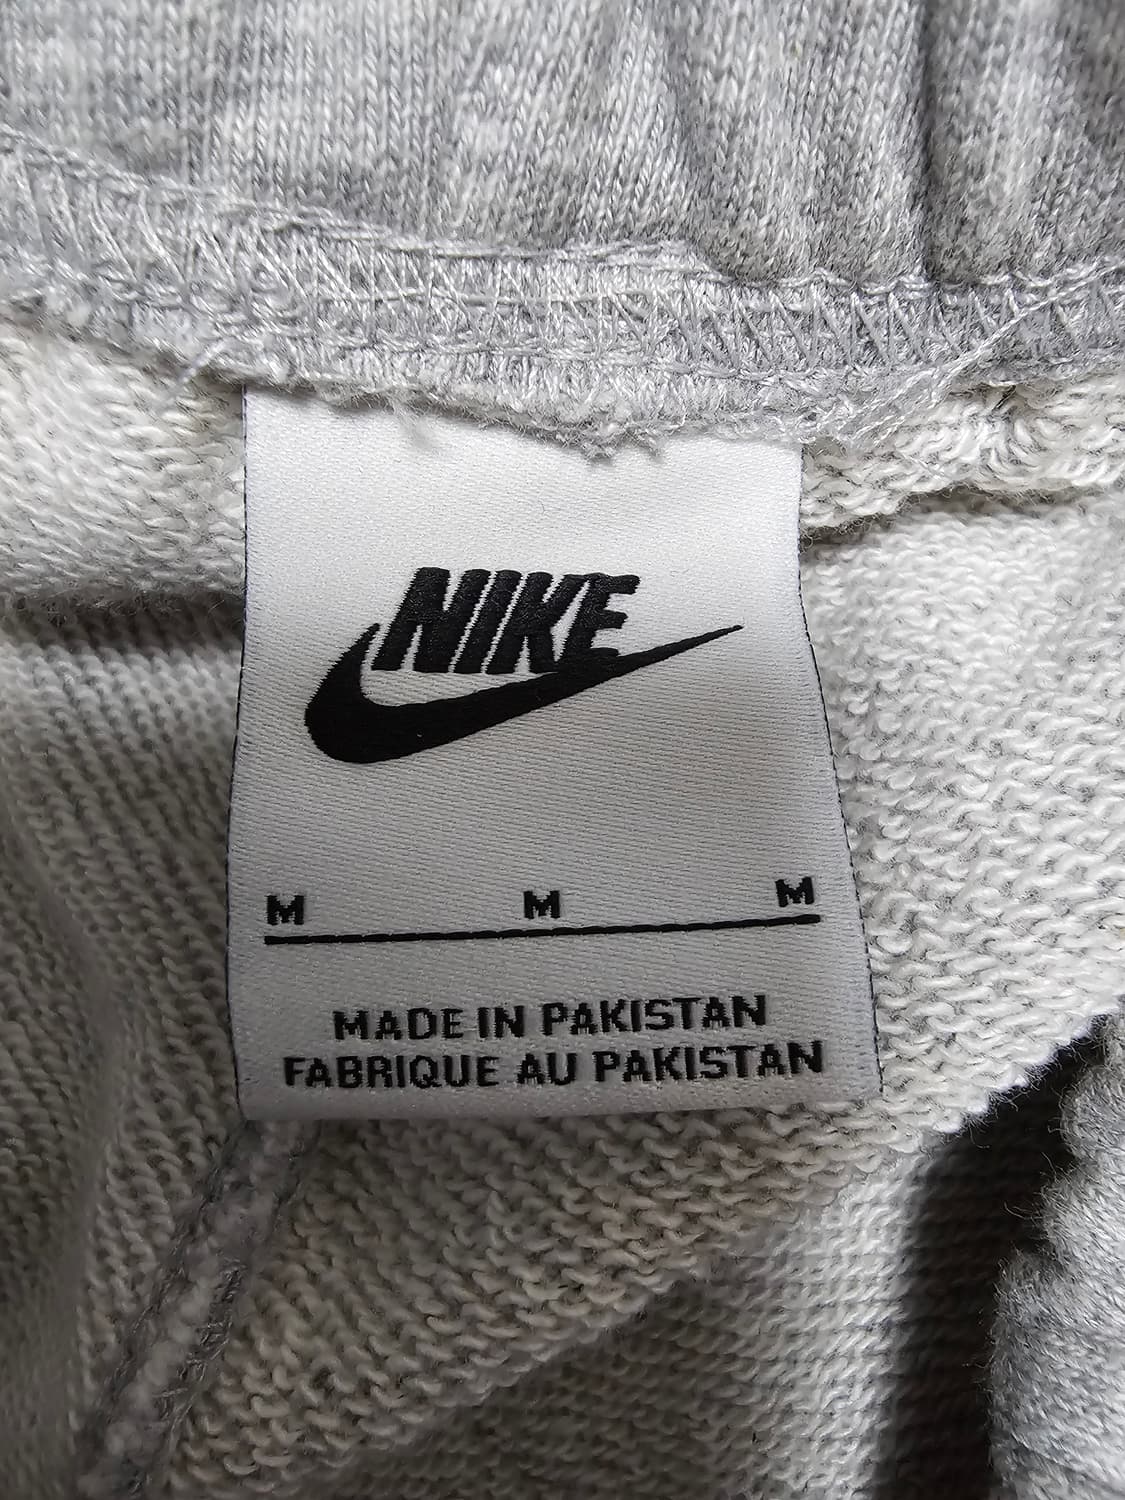 NIKE
M M M
MADE IN PAKISTAN
FABRIQUE AU PAKISTAN